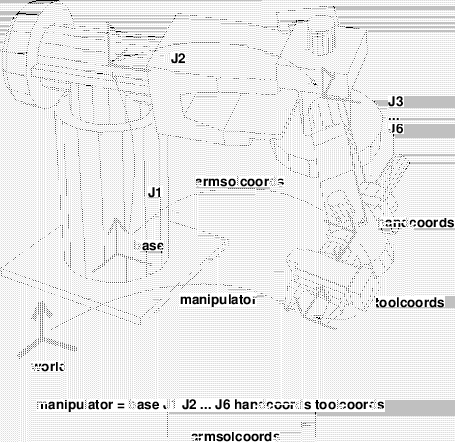 J2
J3
...
J6
armsolcoords
J1
handcoords
base
manipulator
toolcoords
world
manipulator = base J1 J2 ... J6 handcoords toolcoords
armsolcoords